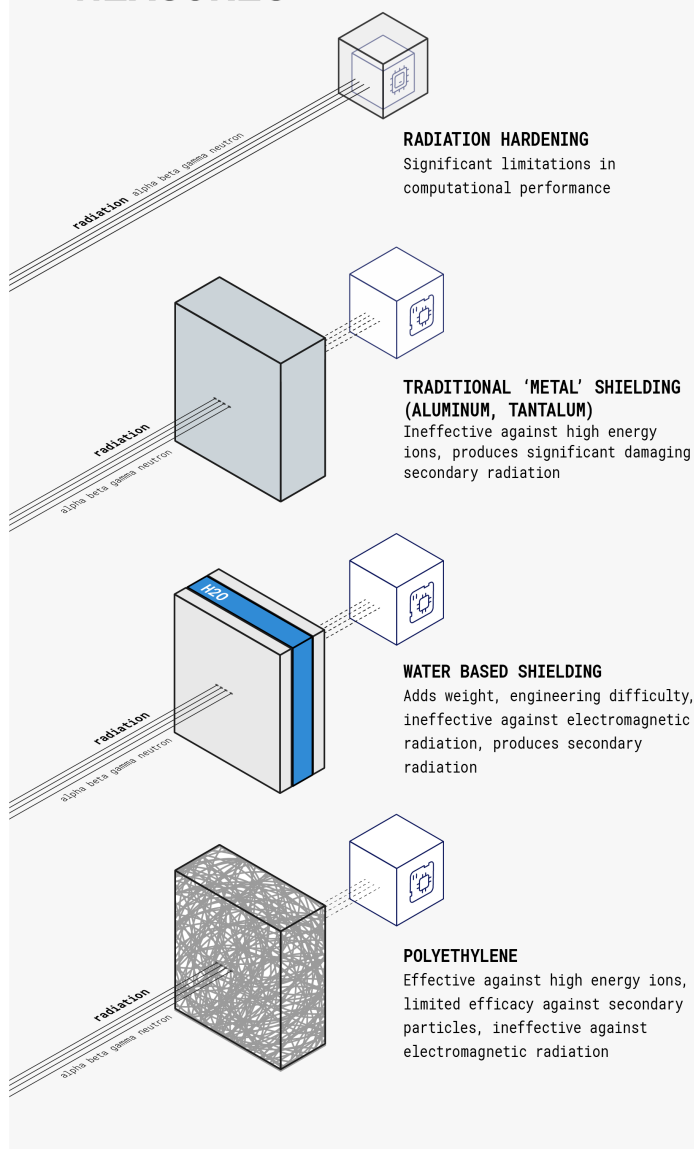 radiation alpha beta gamma neutron
RADIATION HARDENING
Significant limitations in
computational performance
radiation
alpha beta gamma neutron
TRADITIONAL ‘METAL’ SHIELDING
(ALUMINUM, TANTALUM)
Ineffective against high energy
ions, produces significant damaging
secondary radiation
H20
radiation
alpha beta gamma neutron
WATER BASED SHIELDING
Adds weight, engineering difficulty,
ineffective against electromagnetic
radiation, produces secondary
radiation
radiation
alpha beta gamma neutron
POLYETHYLENE
Effective against high energy ions,
limited efficacy against secondary
particles, ineffective against
electromagnetic radiation